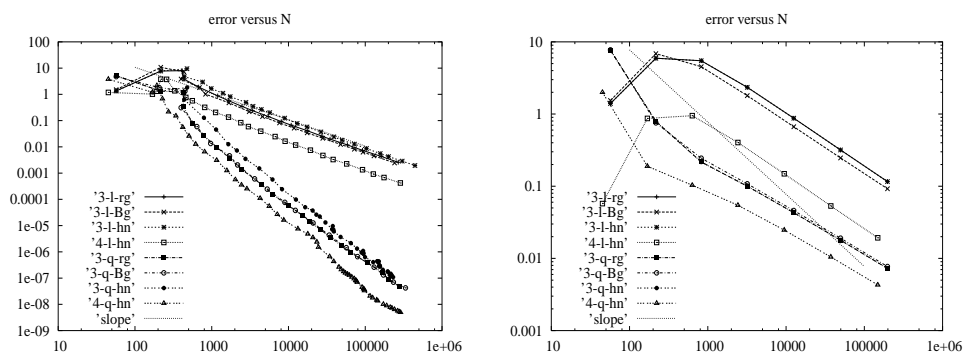 error versus N
100
10
1
0.1
0.01
0.001
0.0001
1e-05
1e-06
1e-07
1e-08
1e-09
'3-l-rg'
'3-l-Bg'
'3-l-hn'
'4-l-hn'
'3-q-rg'
'3-q-Bg'
'3-q-hn'
'4-q-hn'
'slope'
10 100 1000 10000 100000 1e+06
error versus N
10
1
0.1
0.01
0.001
'3-l-rg'
'3-l-Bg'
'3-l-hn'
'4-l-hn'
'3-q-rg'
'3-q-Bg'
'3-q-hn'
'4-q-hn'
'slope'
10 100 1000 10000 100000 1e+06